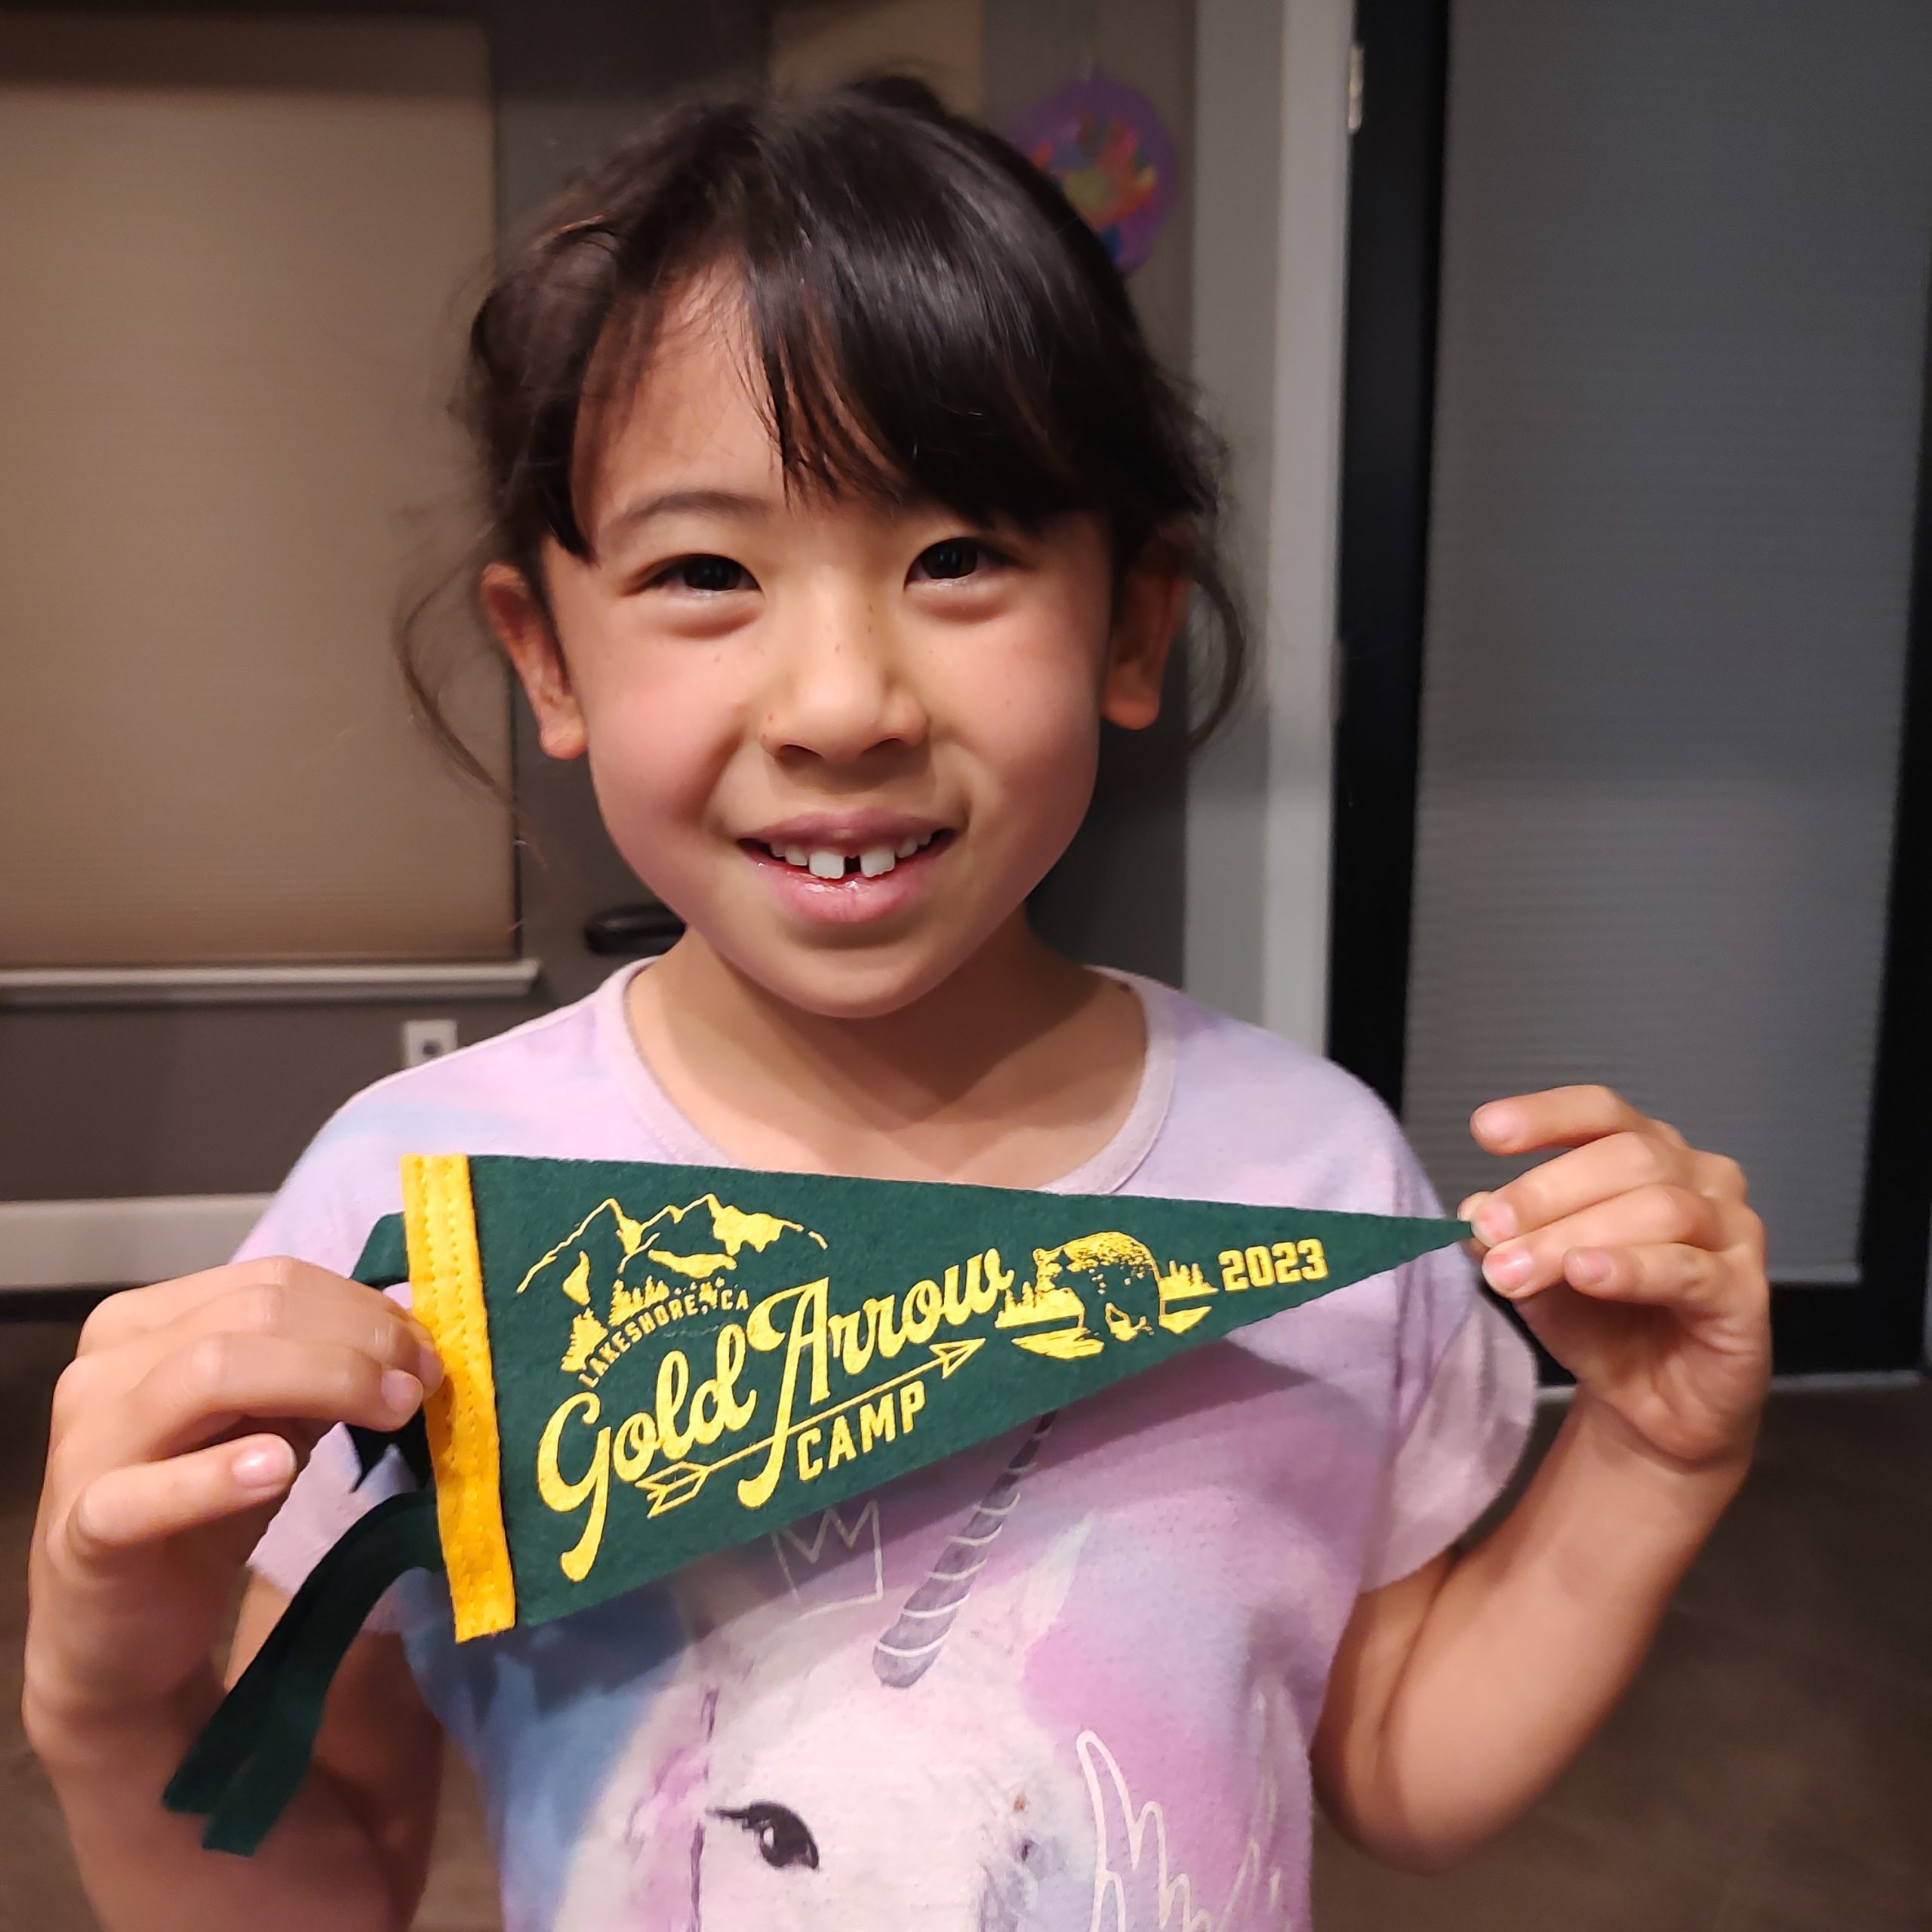 LAKESHORE, CA
Gold Arrow
CAMP
2023